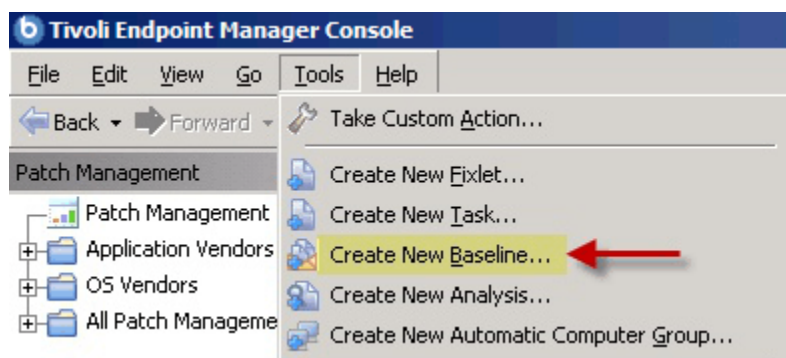 Tivoli Endpoint Manager Console
File Edit View Go Tools Help
Back Forward
Take Custom Action...
Patch Management
Create New Fixlet...
Patch Management
Create New Task...
Application Vendors
Create New Baseline...
OS Vendors
Create New Analysis...
All Patch Manageme
Create New Automatic Computer Group...